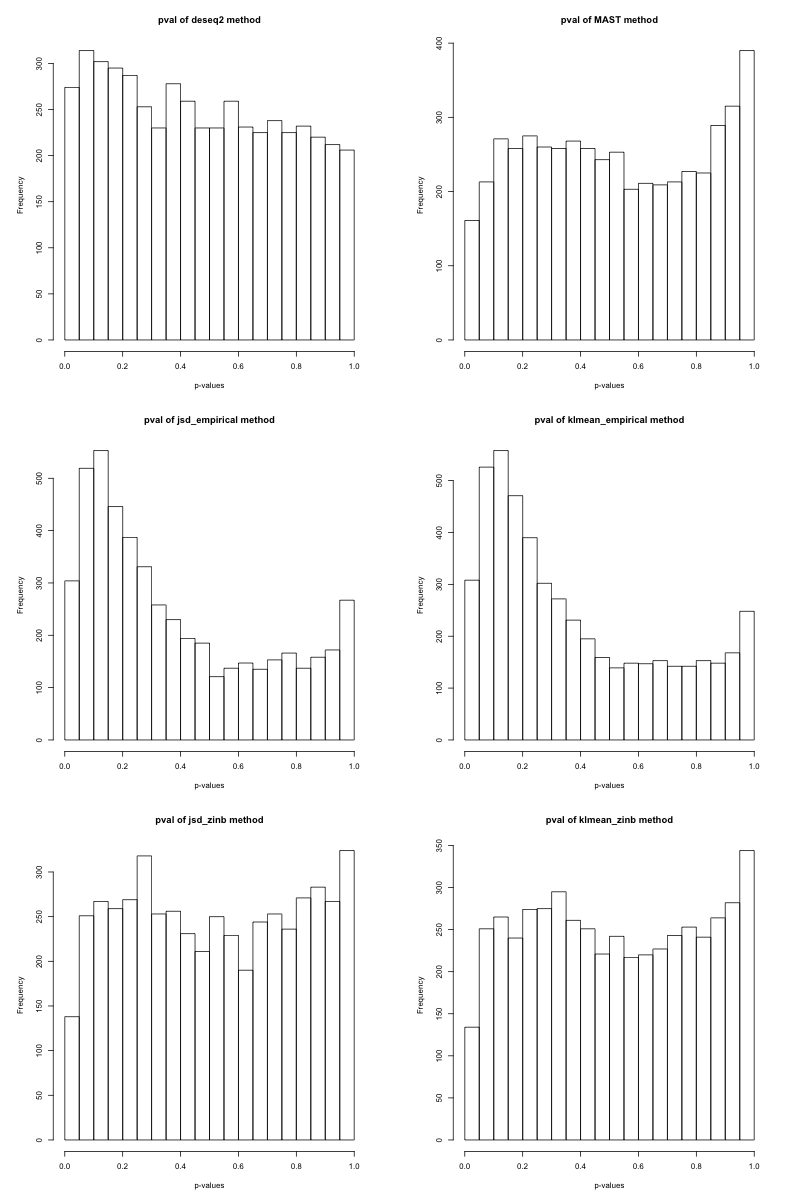 pval of deseq2 method
Frequency
0 50 100 150 200 250 300
0.0 0.2 0.4 0.6 0.8 1.0
p-values
pval of MAST method
Frequency
0 100 200 300 400
0.0 0.2 0.4 0.6 0.8 1.0
p-values
pval of jsd_empirical method
Frequency
0 100 200 300 400 500
0.0 0.2 0.4 0.6 0.8 1.0
p-values
pval of klmean_empirical method
Frequency
0 100 200 300 400 500
0.0 0.2 0.4 0.6 0.8 1.0
p-values
pval of jsd_zinb method
Frequency
0 50 100 150 200 250 300
0.0 0.2 0.4 0.6 0.8 1.0
p-values
pval of klmean_zinb method
Frequency
0 50 100 150 200 250 300 350
0.0 0.2 0.4 0.6 0.8 1.0
p-values